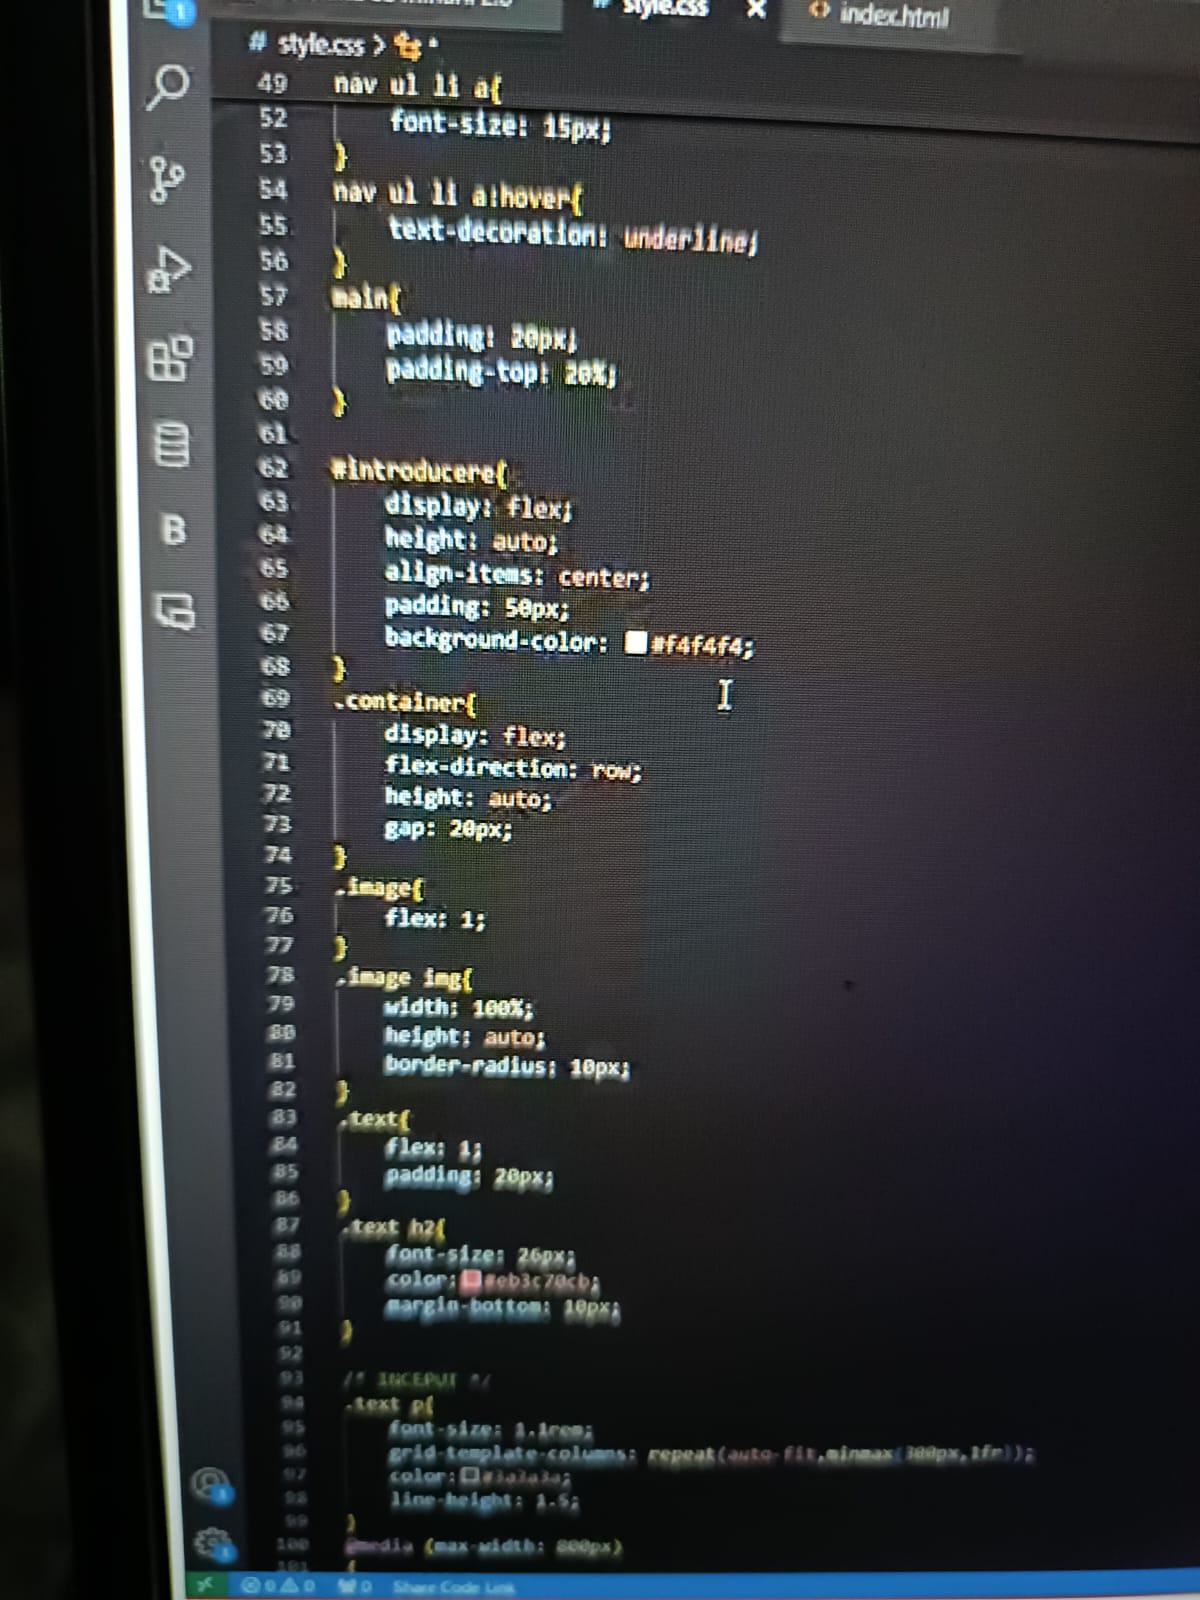 style.css
index.html
1
# style.css > *
49 nav ul li a{
52 font-size: 15px;
53 }
54 nav ul li a:hover{
55 text-decoration: underline;
56 }
57 main{
58 padding: 20px;
59 padding-top: 20%;
60 }
61
62 #introducere{
63 display: flex;
64 height: auto;
65 align-items: center;
66 padding: 50px;
67 background-color: #f4f4f4;
68 }
69 .container{
70 display: flex;
71 flex-direction: row;
72 height: auto;
73 gap: 20px;
74 }
75 .image{
76 flex: 1;
77 }
78 .image img{
79 width: 100%;
80 height: auto;
81 border-radius: 10px;
82 }
83 .text{
84 flex: 1;
85 padding: 20px;
86 }
87 .text h2{
88 font-size: 26px;
89 color: #eb3c70cb;
90 margin-bottom: 10px;
91 }
92
93 /* INCEPUT */
94 .text p{
95 font-size: 1.1rem;
96 grid-template-columns: repeat(auto-fit,minmax(300px,1fr));
97 color: #3a3a3a;
98 line-height: 1.5;
99 }
100 @media (max-width: 800px)
101 {
0 0 0 Share Code Link